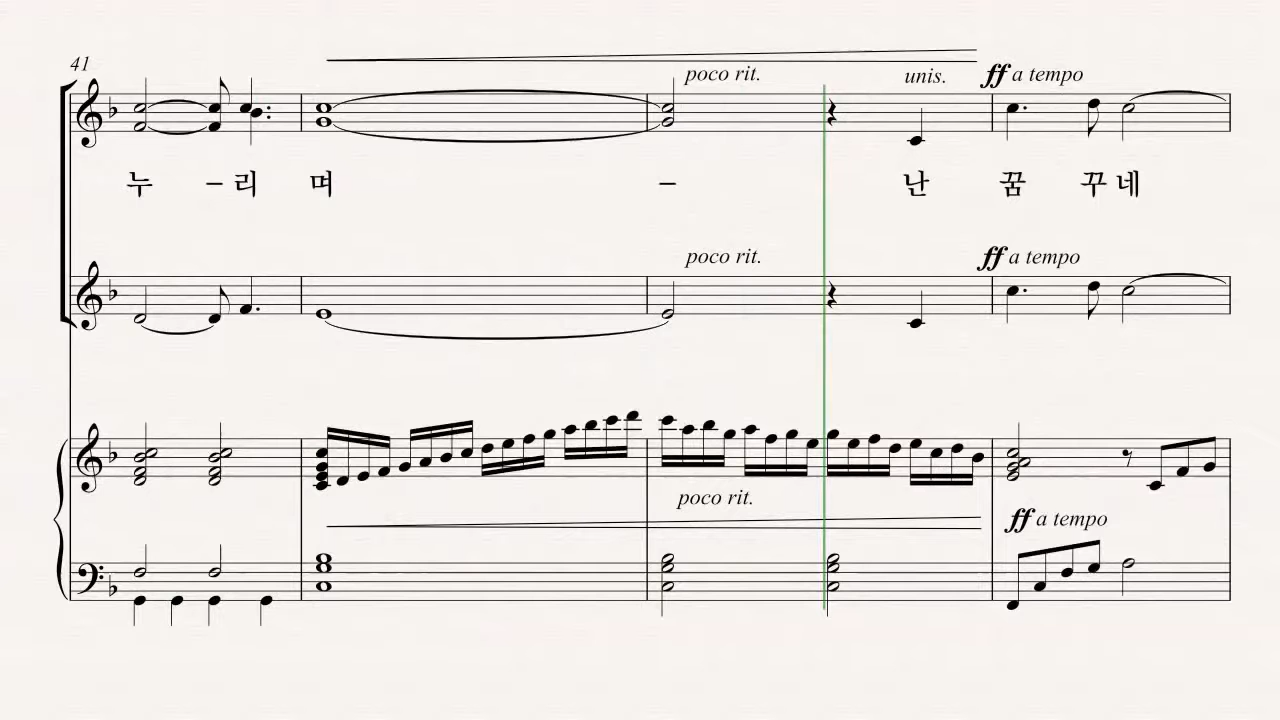 41
poco rit.
unis.
ff a tempo
누 – 리 며 – 난 꿈 꾸 네
poco rit.
ff a tempo
poco rit.
ff a tempo